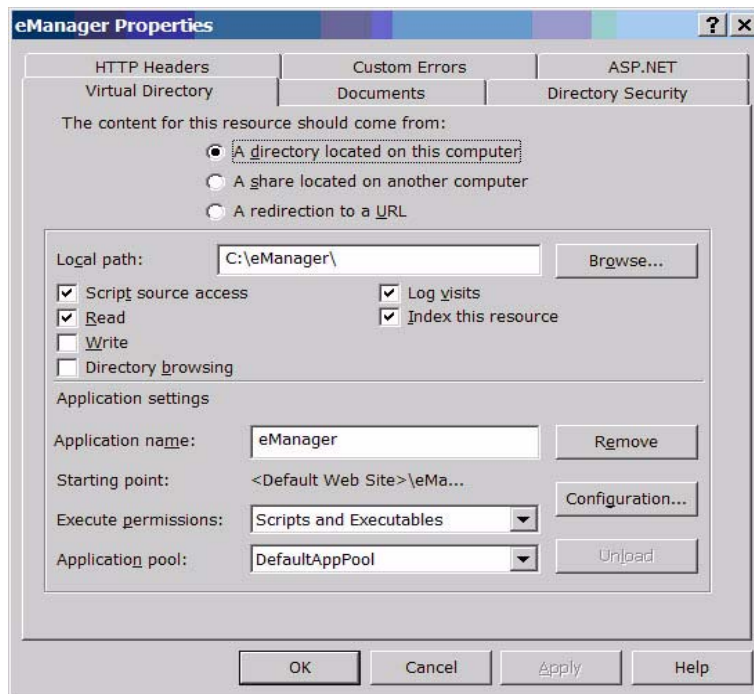 eManager Properties
HTTP Headers Custom Errors ASP.NET
Virtual Directory Documents Directory Security
The content for this resource should come from:
A directory located on this computer
A share located on another computer
A redirection to a URL
Local path: C:\eManager\ Browse...
Script source access Log visits
Read Index this resource
Write
Directory browsing
Application settings
Application name: eManager Remove
Starting point: <Default Web Site>\eMa...
Configuration...
Execute permissions: Scripts and Executables
Application pool: DefaultAppPool Unload
OK Cancel Apply Help